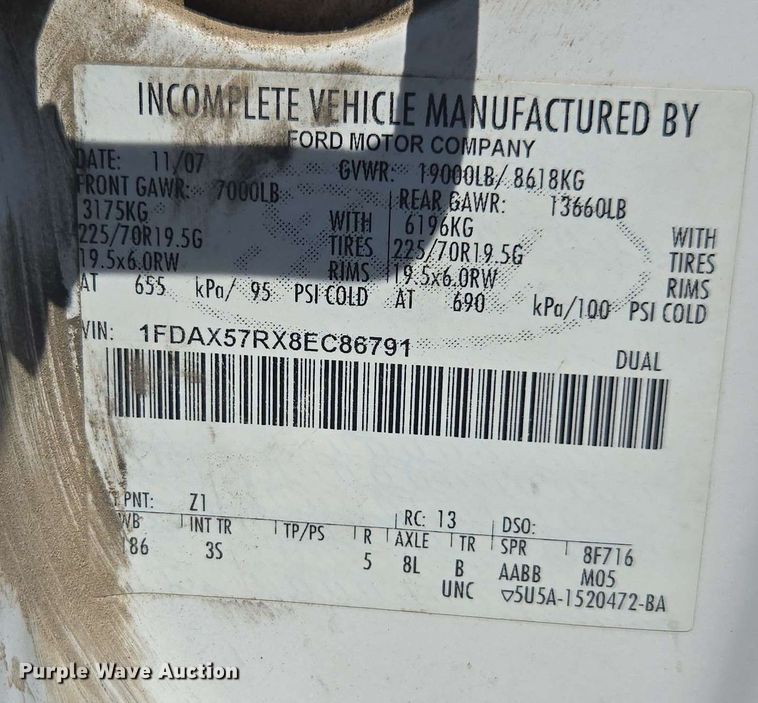 INCOMPLETE VEHICLE MANUFACTURED BY
FORD MOTOR COMPANY
DATE: 11/07 GVWR: 19000LB/ 8618KG
FRONT GAWR: 7000LB REAR GAWR: 13660LB
3175KG WITH 6196KG WITH
225/70R19.5G TIRES 225/70R19.5G TIRES
19.5x6.0RW RIMS 19.5x6.0RW RIMS
AT 655 kPa/ 95 PSI COLD AT 690 kPa/100 PSI COLD
VIN: 1FDAX57RX8EC86791 DUAL
PNT: Z1 RC: 13 DSO:
WB INT TR TP/PS R AXLE TR SPR 8F716
186 3S 5 8L B AABB M05
UNC ▽5U5A-1520472-BA
Purple Wave Auction